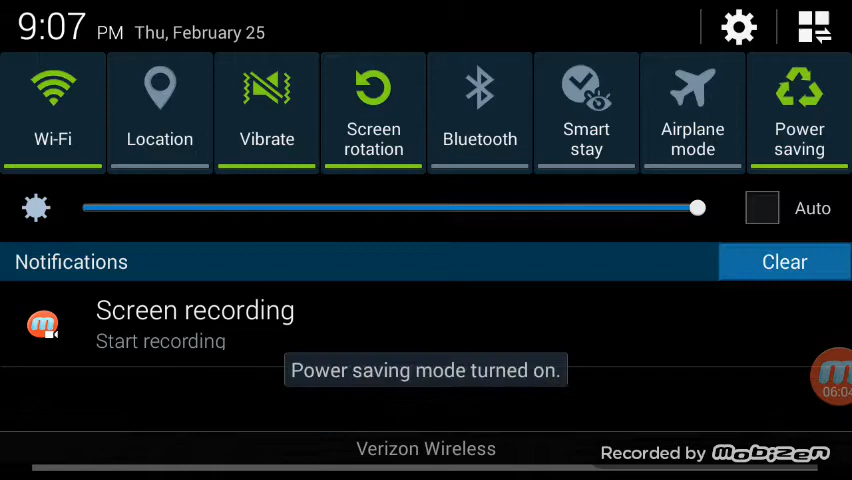 9:07 PM Thu, February 25
Wi-Fi
Location
Vibrate
Screen
rotation
Bluetooth
Smart
stay
Airplane
mode
Power
saving
Auto
Notifications
Clear
m
Screen recording
Start recording
Power saving mode turned on.
m
06:04
Verizon Wireless
Recorded by mobizen